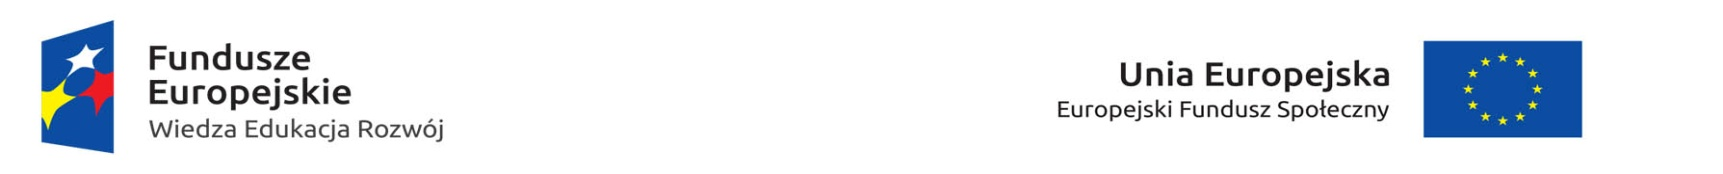 Fundusze
Europejskie
Wiedza Edukacja Rozwój
Unia Europejska
Europejski Fundusz Społeczny